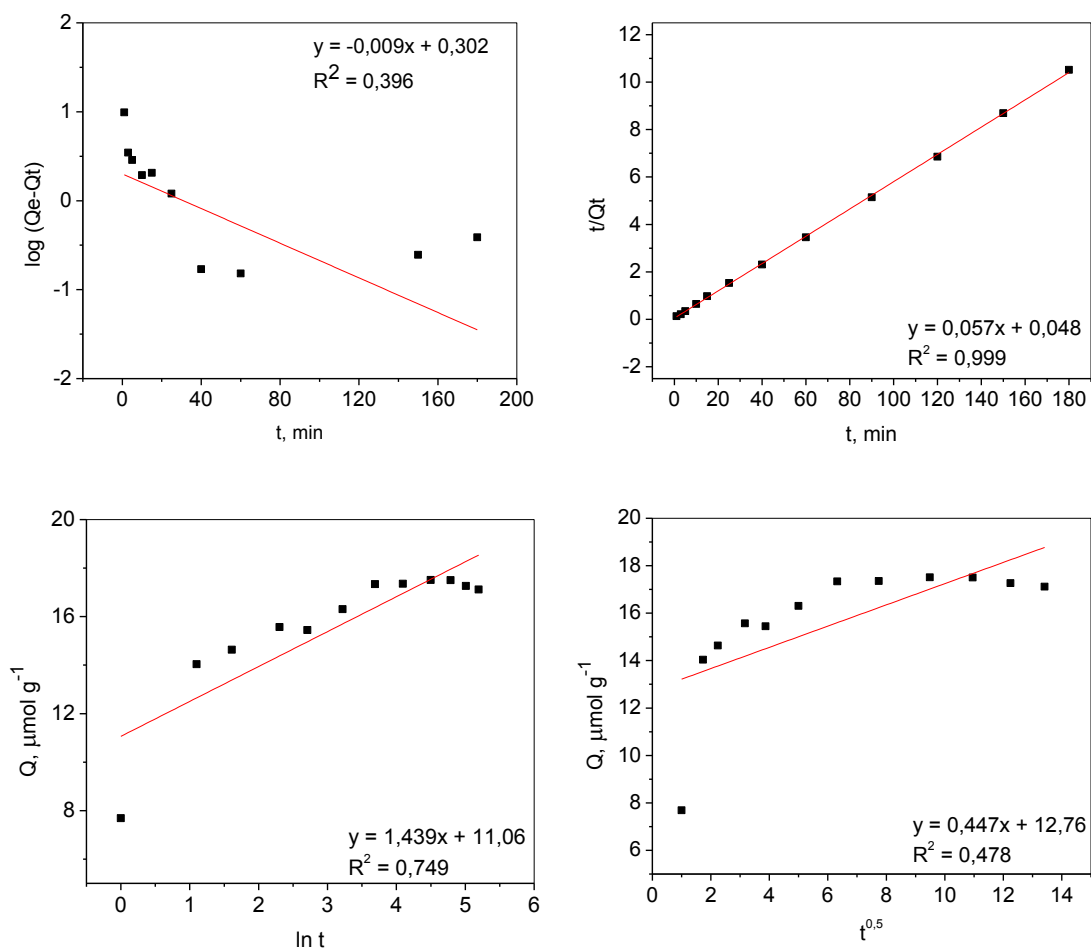 y = -0,009x + 0,302
R² = 0,396
2
1
0
-1
-2
log (Qe-Qt)
0 40 80 120 160 200
t, min
12
10
8
6
4
2
0
-2
t/Qt
y = 0,057x + 0,048
R² = 0,999
0 20 40 60 80 100 120 140 160 180
t, min
20
16
12
8
Q, μmol g⁻¹
y = 1,439x + 11,06
R² = 0,749
0 1 2 3 4 5 6
ln t
20
18
16
14
12
10
8
6
5
Q, μmol g⁻¹
y = 0,447x + 12,76
R² = 0,478
0 2 4 6 8 10 12 14
t⁰,⁵